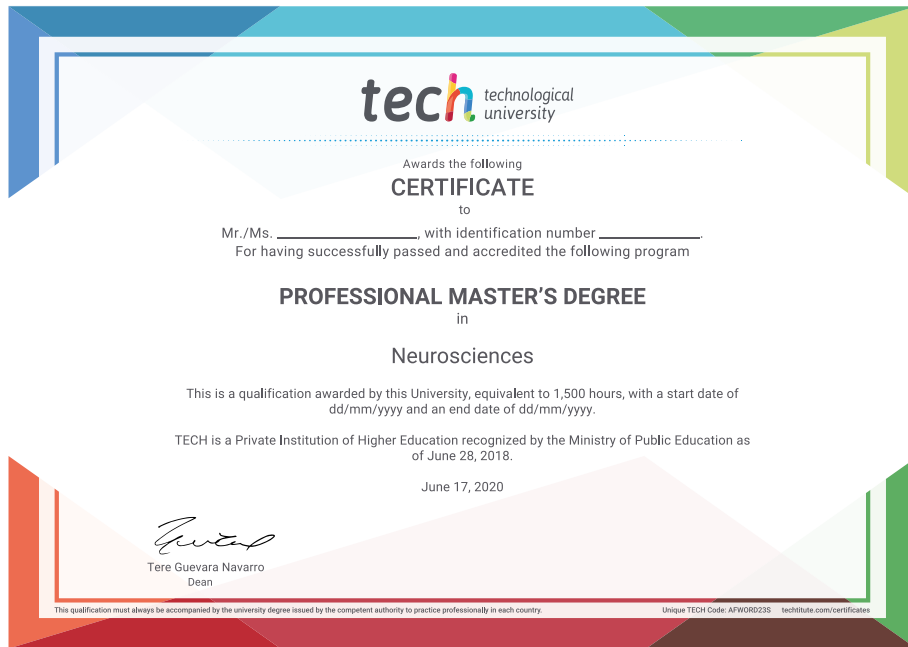 tech technological
university
Awards the following
CERTIFICATE
to
Mr./Ms. ____________________, with identification number ______________.
For having successfully passed and accredited the following program
PROFESSIONAL MASTER'S DEGREE
in
Neurosciences
This is a qualification awarded by this University, equivalent to 1,500 hours, with a start date of
dd/mm/yyyy and an end date of dd/mm/yyyy.
TECH is a Private Institution of Higher Education recognized by the Ministry of Public Education as
of June 28, 2018.
June 17, 2020
Tere Guevara Navarro
Dean
This qualification must always be accompanied by the university degree issued by the competent authority to practice professionally in each country.
Unique TECH Code: AFWORD23S techtitute.com/certificates